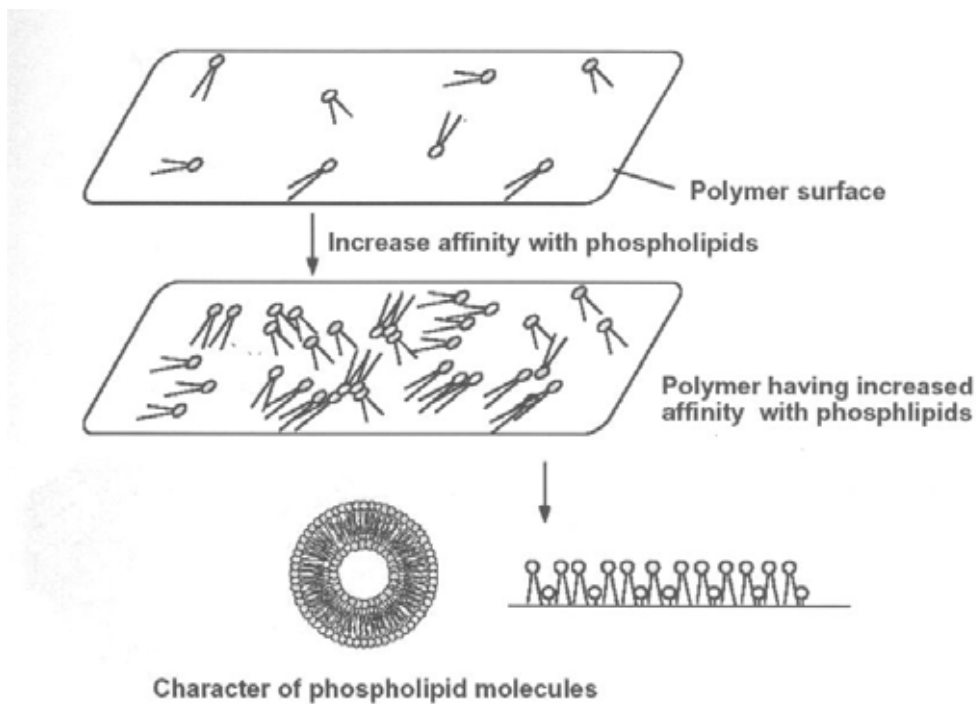 Polymer surface
Increase affinity with phospholipids
Polymer having increased
affinity with phosphlipids
Character of phospholipid molecules